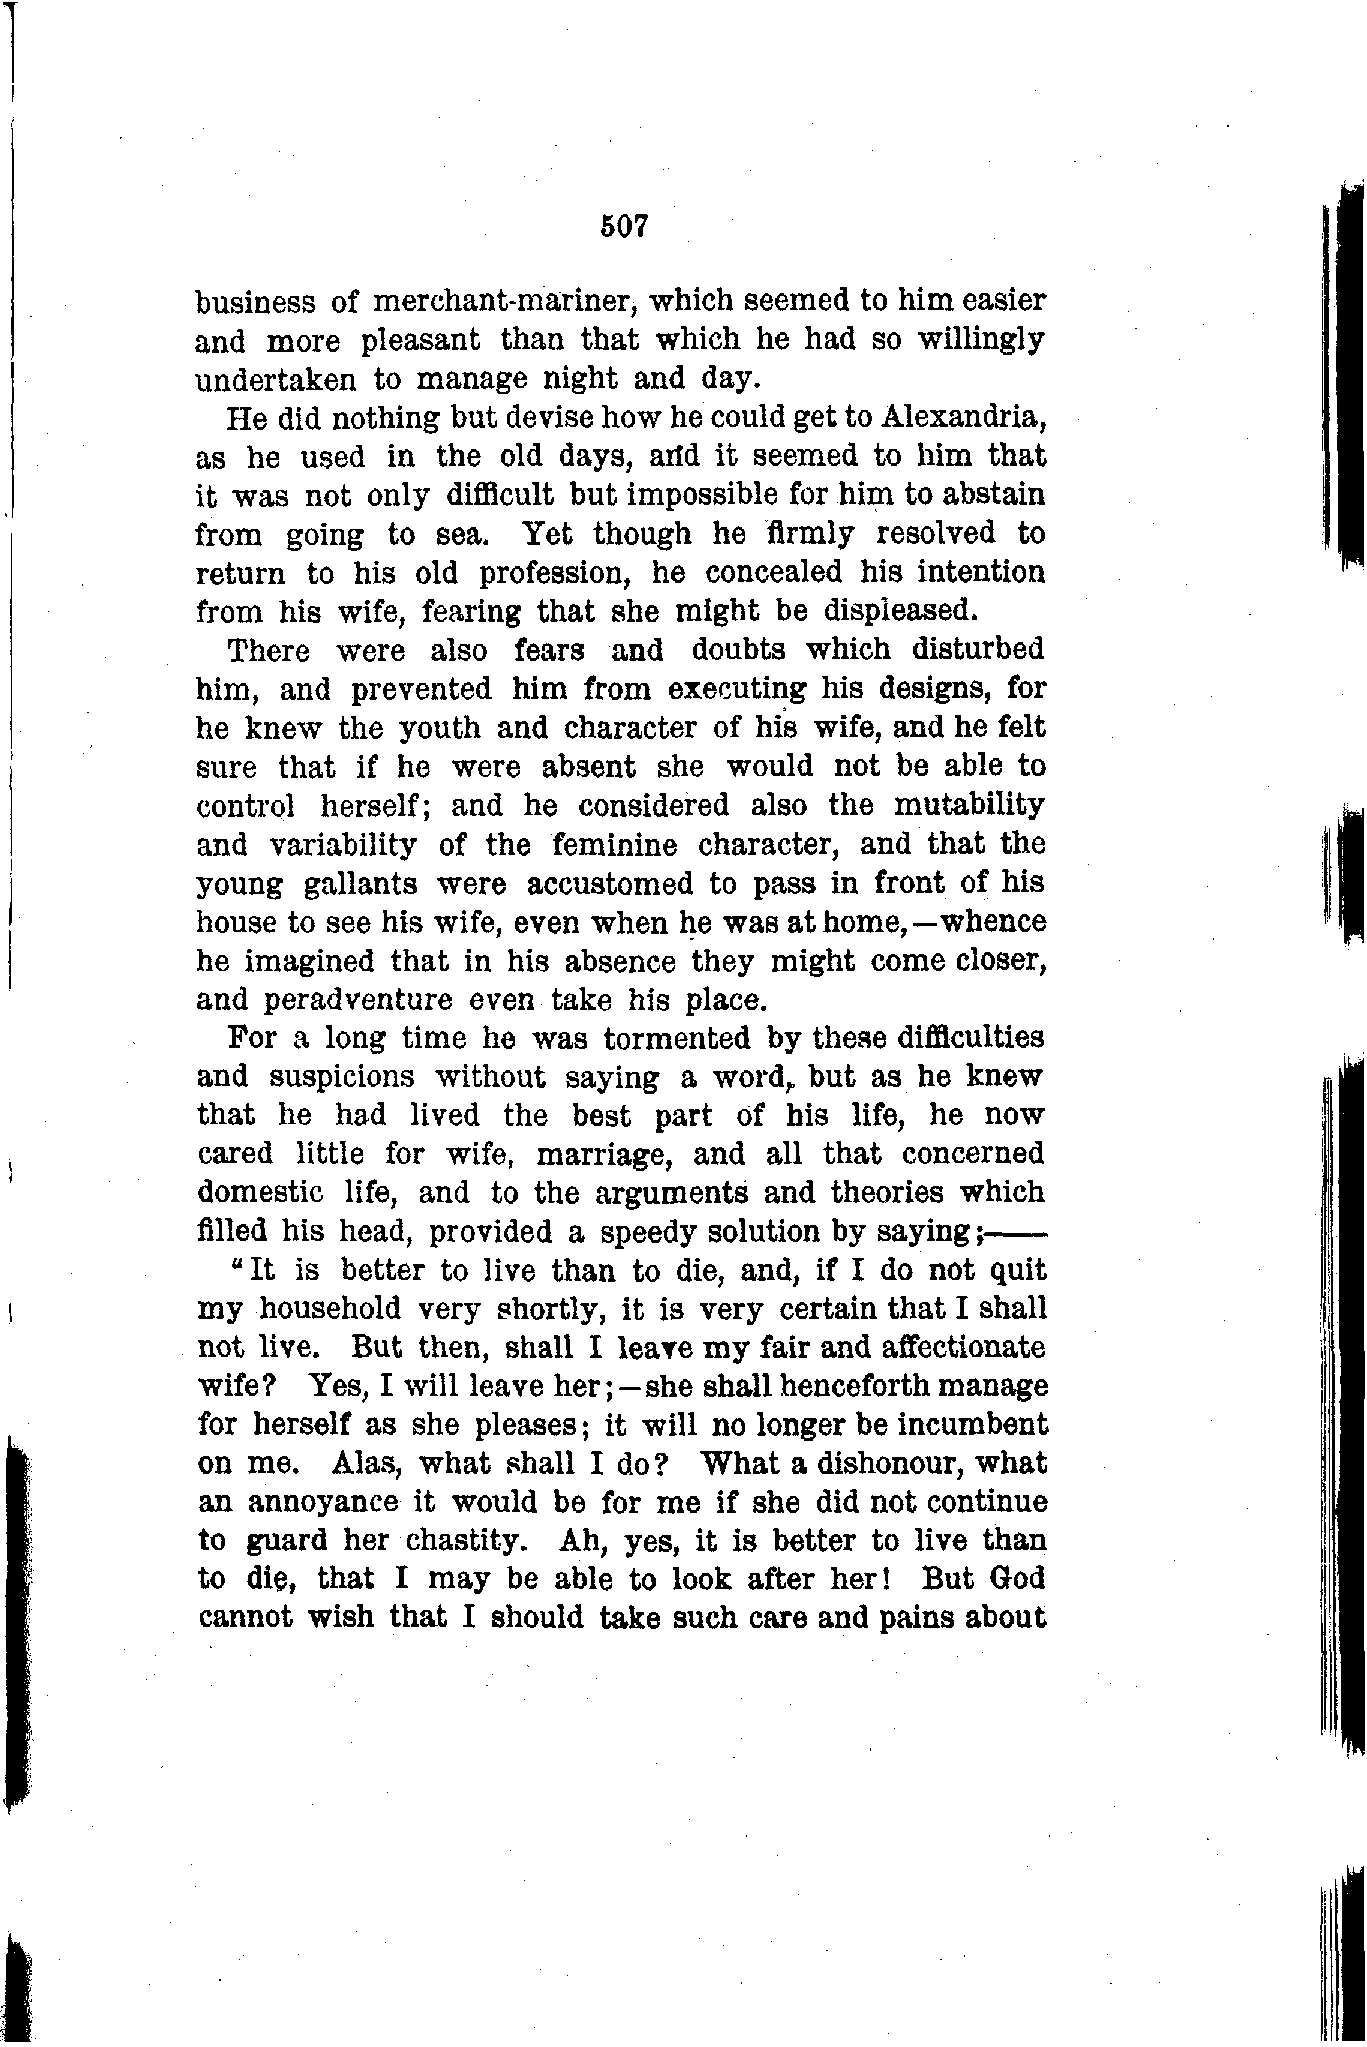 507
business of merchant-mariner, which seemed to him easier
and more pleasant than that which he had so willingly
undertaken to manage night and day.
He did nothing but devise how he could get to Alexandria,
as he used in the old days, and it seemed to him that
it was not only difficult but impossible for him to abstain
from going to sea. Yet though he firmly resolved to
return to his old profession, he concealed his intention
from his wife, fearing that she might be displeased.
There were also fears and doubts which disturbed
him, and prevented him from executing his designs, for
he knew the youth and character of his wife, and he felt
sure that if he were absent she would not be able to
control herself; and he considered also the mutability
and variability of the feminine character, and that the
young gallants were accustomed to pass in front of his
house to see his wife, even when he was at home,—whence
he imagined that in his absence they might come closer,
and peradventure even take his place.
For a long time he was tormented by these difficulties
and suspicions without saying a word, but as he knew
that he had lived the best part of his life, he now
cared little for wife, marriage, and all that concerned
domestic life, and to the arguments and theories which
filled his head, provided a speedy solution by saying;——
"It is better to live than to die, and, if I do not quit
my household very shortly, it is very certain that I shall
not live. But then, shall I leave my fair and affectionate
wife? Yes, I will leave her;—she shall henceforth manage
for herself as she pleases; it will no longer be incumbent
on me. Alas, what shall I do? What a dishonour, what
an annoyance it would be for me if she did not continue
to guard her chastity. Ah, yes, it is better to live than
to die, that I may be able to look after her! But God
cannot wish that I should take such care and pains about